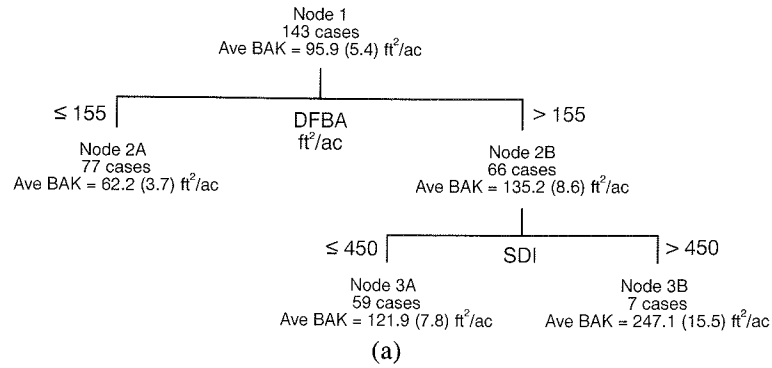 Node 1
143 cases
Ave BAK = 95.9 (5.4) ft²/ac
≤ 155
DFBA
ft²/ac
> 155
Node 2A
77 cases
Ave BAK = 62.2 (3.7) ft²/ac
Node 2B
66 cases
Ave BAK = 135.2 (8.6) ft²/ac
≤ 450
SDI
> 450
Node 3A
59 cases
Ave BAK = 121.9 (7.8) ft²/ac
Node 3B
7 cases
Ave BAK = 247.1 (15.5) ft²/ac
(a)